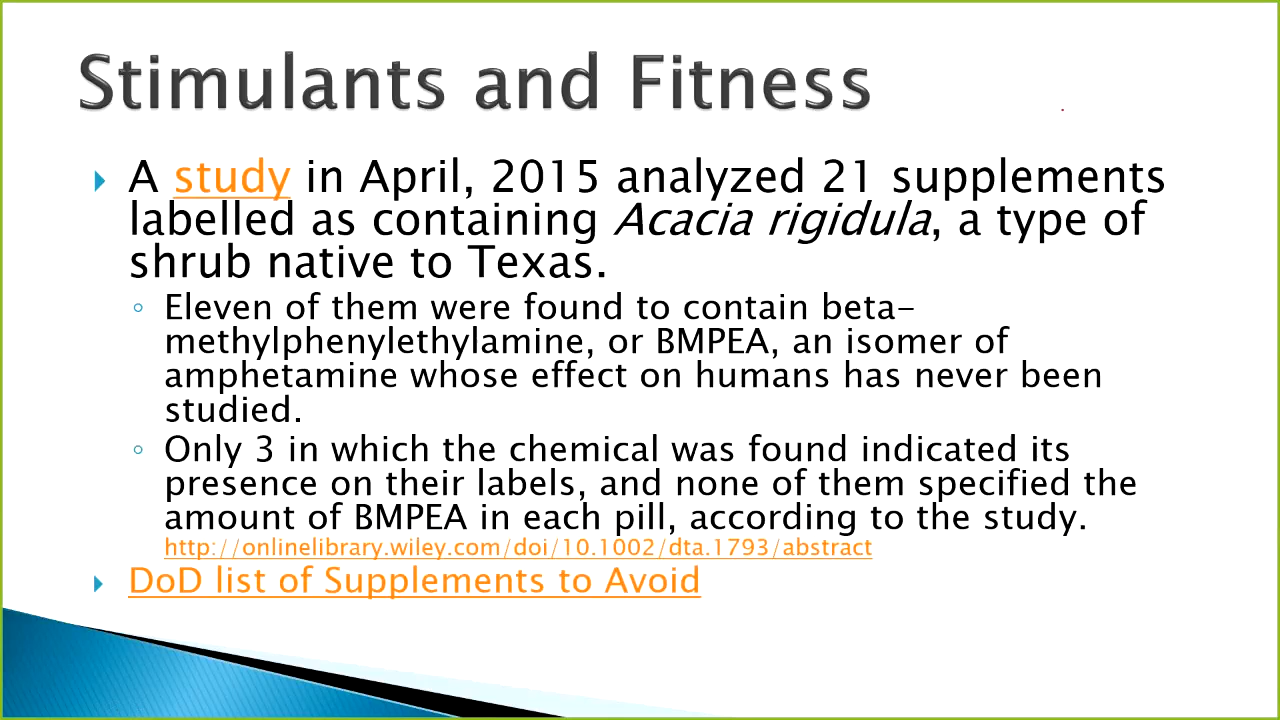 Stimulants and Fitness
A study in April, 2015 analyzed 21 supplements
labelled as containing Acacia rigidula, a type of
shrub native to Texas.
Eleven of them were found to contain beta-
methylphenylethylamine, or BMPEA, an isomer of
amphetamine whose effect on humans has never been
studied.
Only 3 in which the chemical was found indicated its
presence on their labels, and none of them specified the
amount of BMPEA in each pill, according to the study.
http://onlinelibrary.wiley.com/doi/10.1002/dta.1793/abstract
DoD list of Supplements to Avoid